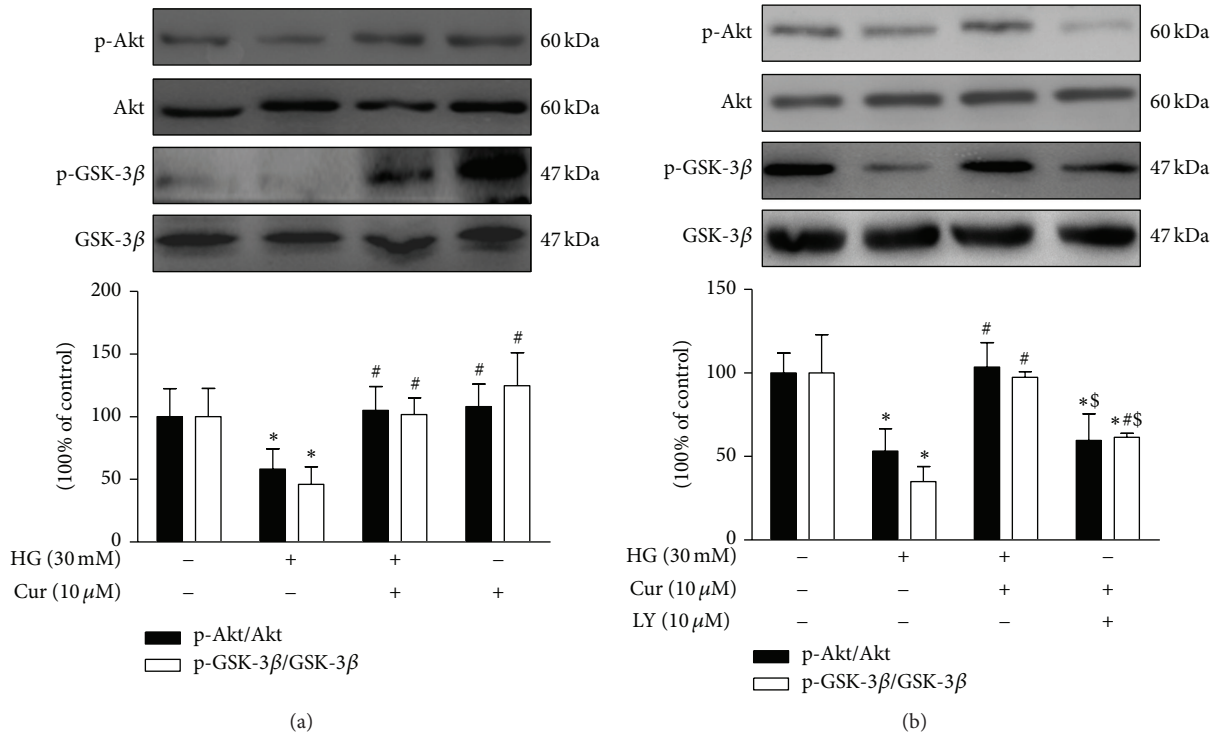 p-Akt 60 kDa
Akt 60 kDa
p-GSK-3β 47 kDa
GSK-3β 47 kDa
200
150
100
50
0
(100% of control)
* * # # # #
HG (30 mM) – + + –
Cur (10 μM) – – + +
p-Akt/Akt
p-GSK-3β/GSK-3β
(a)
p-Akt 60 kDa
Akt 60 kDa
p-GSK-3β 47 kDa
GSK-3β 47 kDa
150
100
50
0
(100% of control)
* * # # *$ *#$
HG (30 mM) – + + –
Cur (10 μM) – – + +
LY (10 μM) – – – +
p-Akt/Akt
p-GSK-3β/GSK-3β
(b)